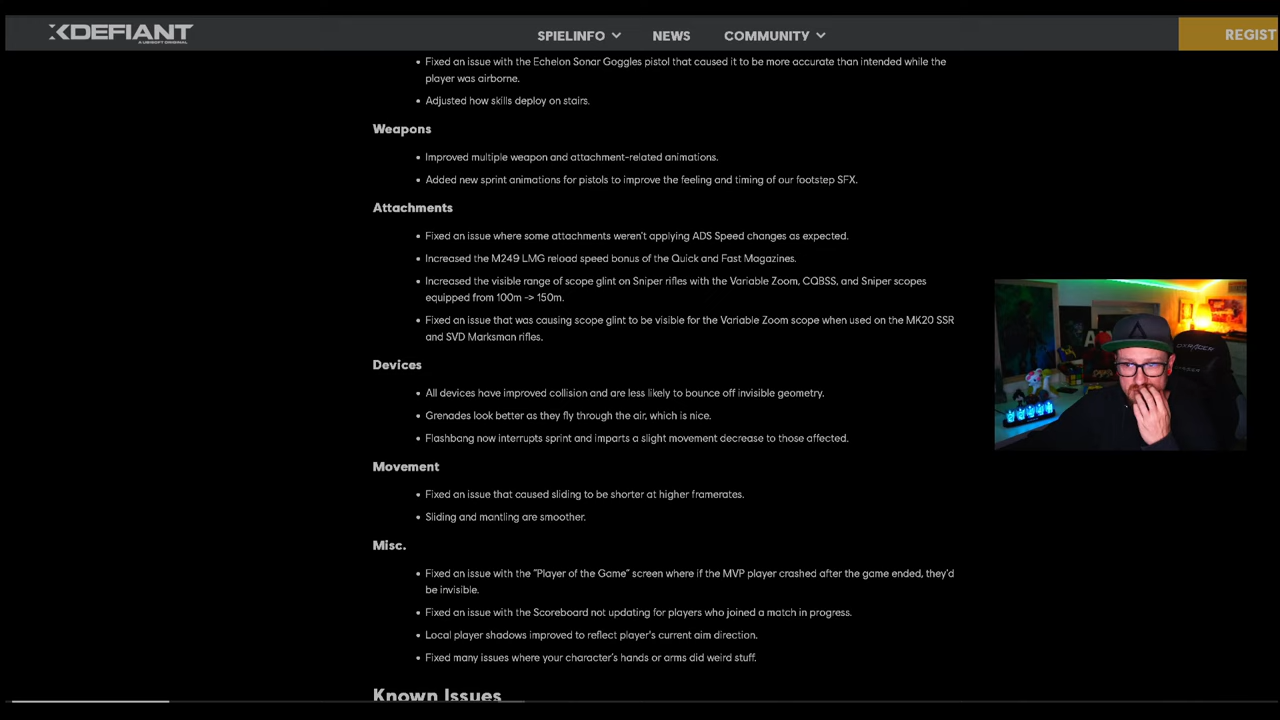 XDEFIANT
A UBISOFT ORIGINAL
SPIELINFO
NEWS
COMMUNITY
REGIST
Fixed an issue with the Echelon Sonar Goggles pistol that caused it to be more accurate than intended while the
player was airborne.
Adjusted how skills deploy on stairs.
Weapons
Improved multiple weapon and attachment-related animations.
Added new sprint animations for pistols to improve the feeling and timing of our footstep SFX.
Attachments
Fixed an issue where some attachments weren't applying ADS Speed changes as expected.
Increased the M249 LMG reload speed bonus of the Quick and Fast Magazines.
Increased the visible range of scope glint on Sniper rifles with the Variable Zoom, CQBSS, and Sniper scopes
equipped from 100m -> 150m.
Fixed an issue that was causing scope glint to be visible for the Variable Zoom scope when used on the MK20 SSR
and SVD Marksman rifles.
Devices
All devices have improved collision and are less likely to bounce off invisible geometry.
Grenades look better as they fly through the air, which is nice.
Flashbang now interrupts sprint and imparts a slight movement decrease to those affected.
Movement
Fixed an issue that caused sliding to be shorter at higher framerates.
Sliding and mantling are smoother.
Misc.
Fixed an issue with the "Player of the Game" screen where if the MVP player crashed after the game ended, they'd
be invisible.
Fixed an issue with the Scoreboard not updating for players who joined a match in progress.
Local player shadows improved to reflect player's current aim direction.
Fixed many issues where your character's hands or arms did weird stuff.
Known Issues